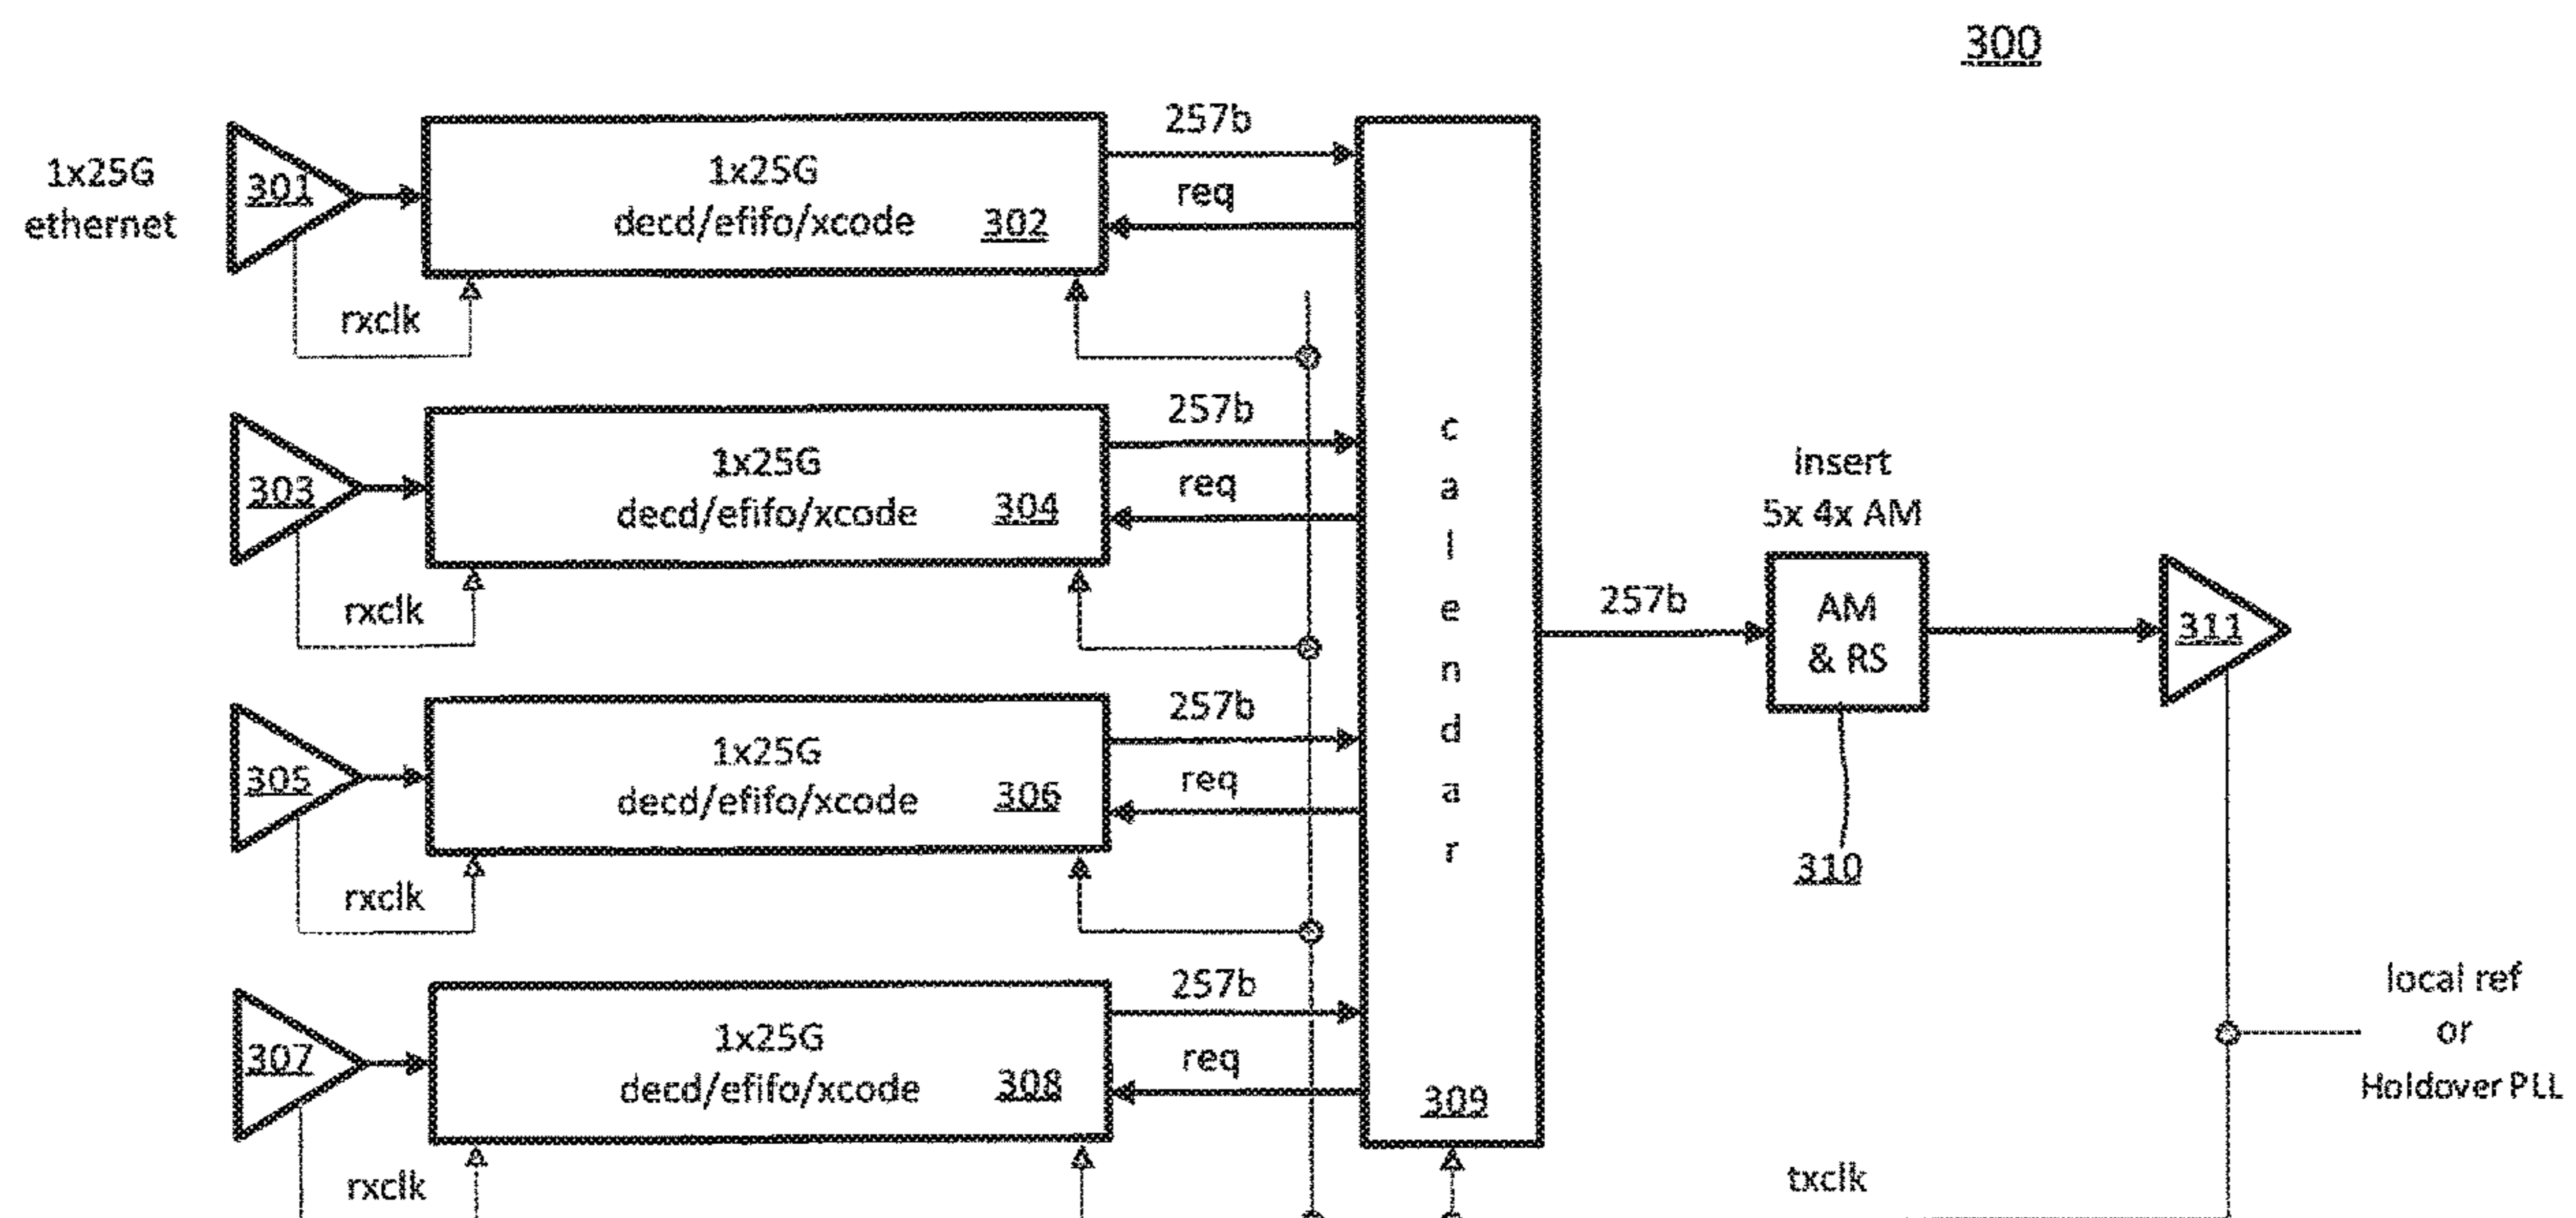 300
1x25G
ethernet
301
1x25G
decd/efifo/xcode 302
257b
req
rxclk
303
1x25G
decd/efifo/xcode 304
257b
req
rxclk
305
1x25G
decd/efifo/xcode 306
257b
req
rxclk
307
1x25G
decd/efifo/xcode 308
257b
req
rxclk
calendar
309
257b
insert
5x 4x AM
AM
& RS
310
311
local ref
or
Holdover PLL
txclk